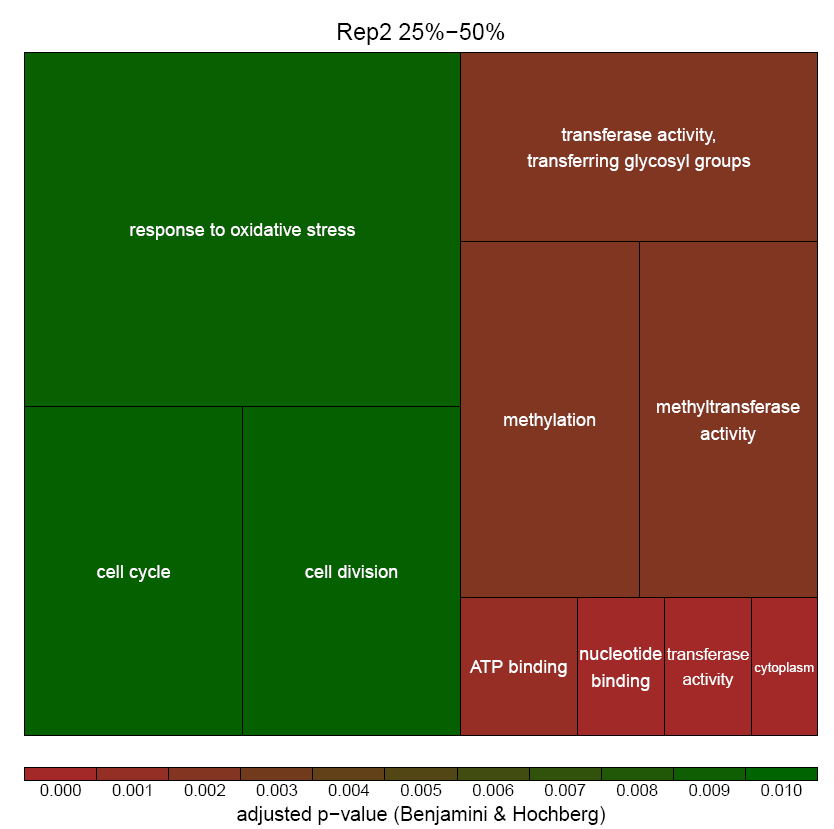 Rep2 25%−50%
response to oxidative stress
transferase activity,
transferring glycosyl groups
methylation
methyltransferase
activity
cell cycle
cell division
ATP binding
nucleotide
binding
transferase
activity
cytoplasm
0.000 0.001 0.002 0.003 0.004 0.005 0.006 0.007 0.008 0.009 0.010
adjusted p−value (Benjamini & Hochberg)